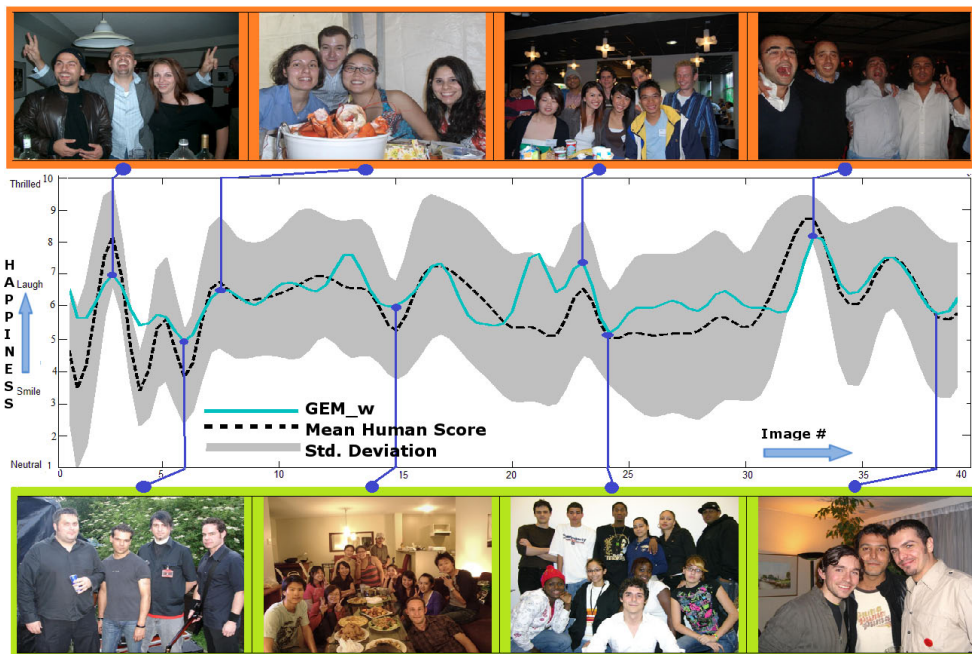 Thrilled 10
9
8
Laugh 7
6
5
4
Smile 3
2
Neutral 1
HAPPINESS
GEM_w
Mean Human Score
Std. Deviation
Image #
5 10 15 20 25 30 35 40